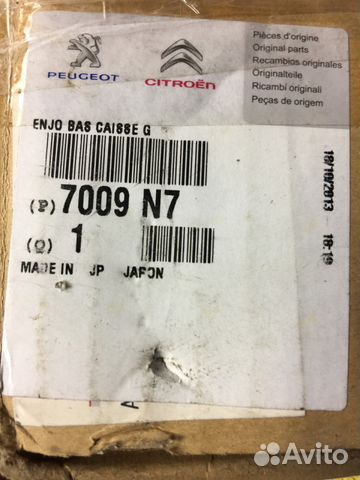 PEUGEOT
CITROËN
Pièces d'origine
Original parts
Recambios originales
Originalteile
Ricambi originali
Peças de origem
ENJO BAS CAISSE G
(P) 7009 N7
(Q) 1
MADE IN JP JAPON
18/10/2013 18:19
Avito